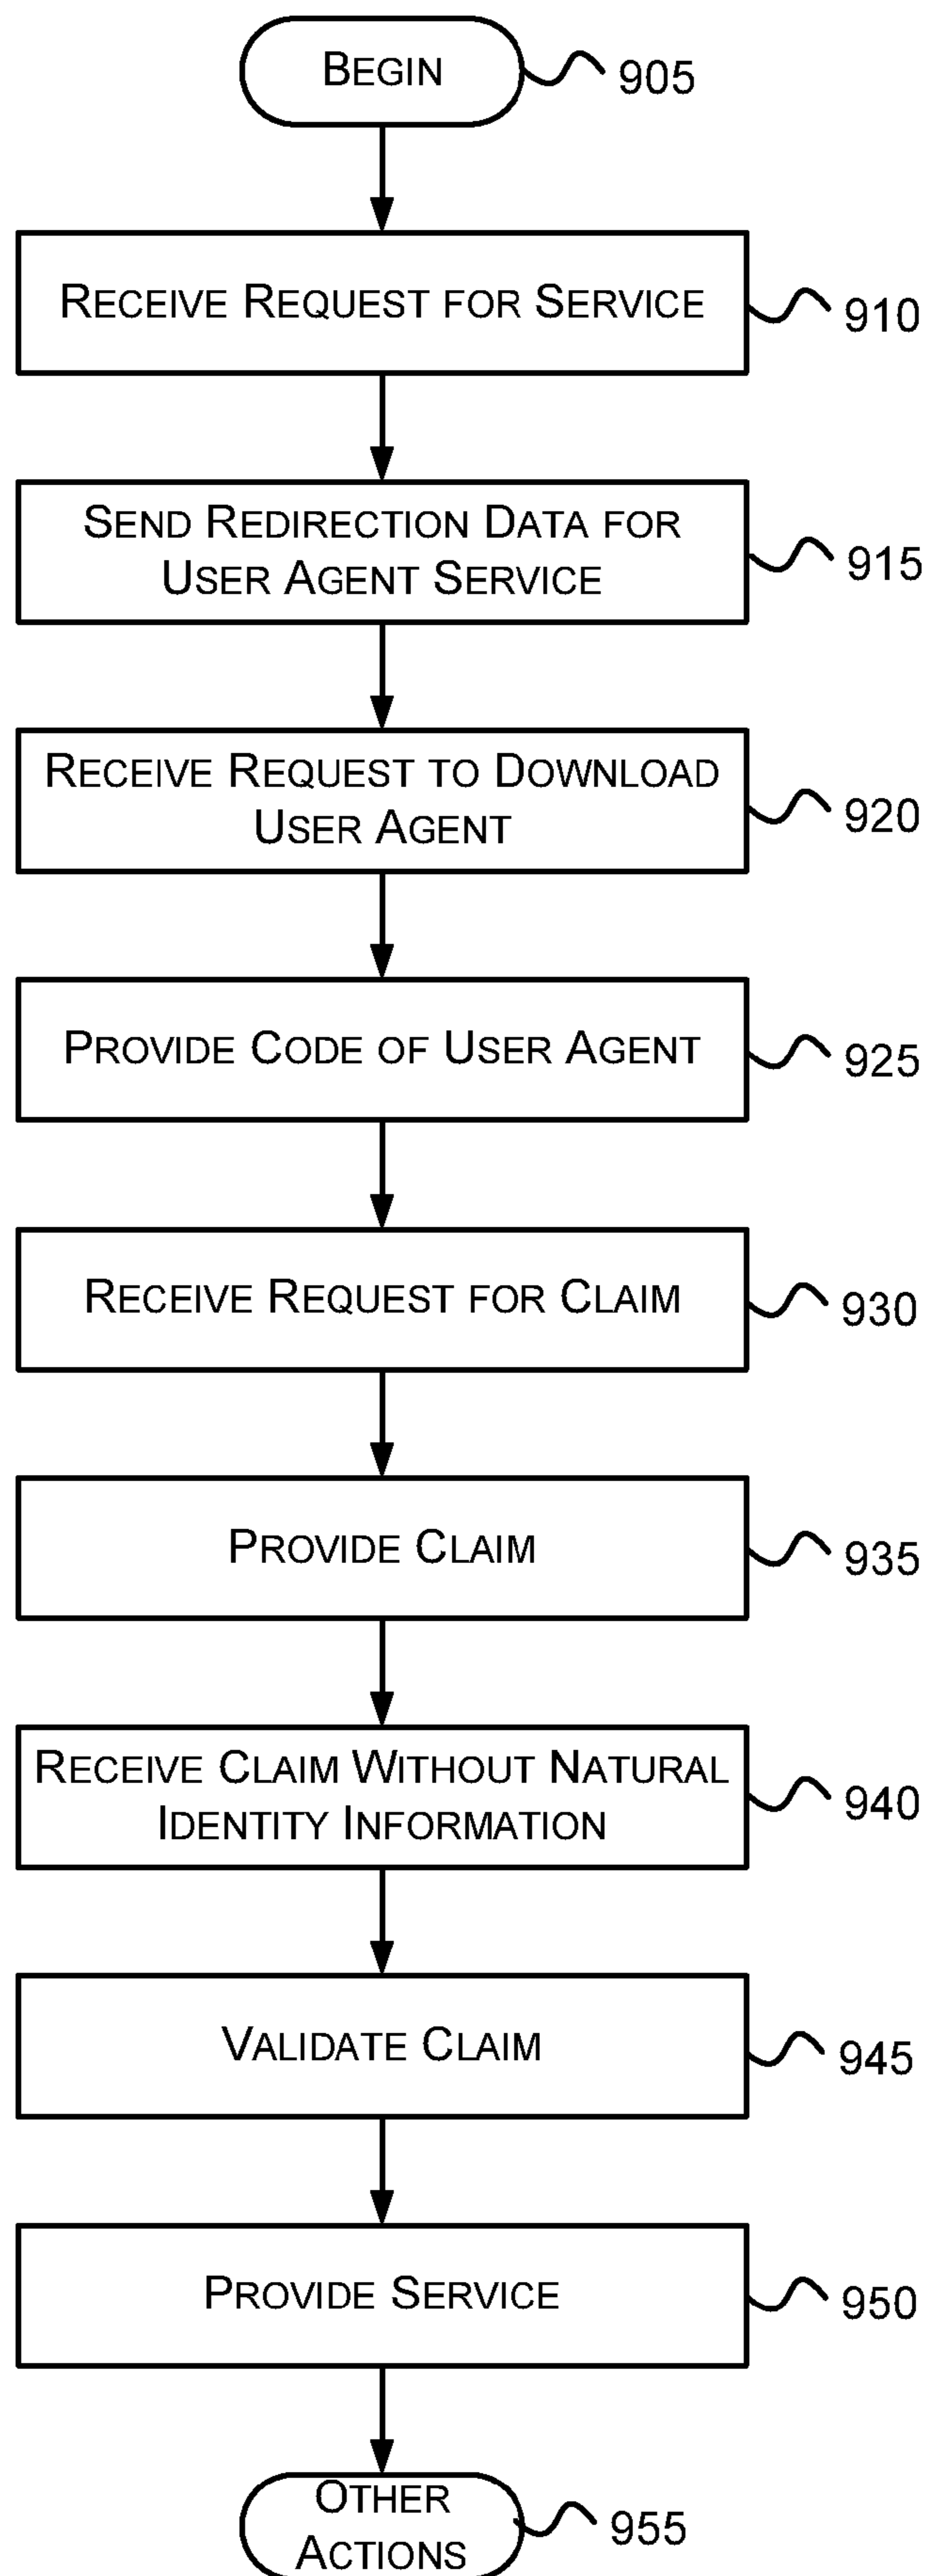 BEGIN
905
RECEIVE REQUEST FOR SERVICE
910
SEND REDIRECTION DATA FOR
USER AGENT SERVICE
915
RECEIVE REQUEST TO DOWNLOAD
USER AGENT
920
PROVIDE CODE OF USER AGENT
925
RECEIVE REQUEST FOR CLAIM
930
PROVIDE CLAIM
935
RECEIVE CLAIM WITHOUT NATURAL
IDENTITY INFORMATION
940
VALIDATE CLAIM
945
PROVIDE SERVICE
950
OTHER
ACTIONS
955